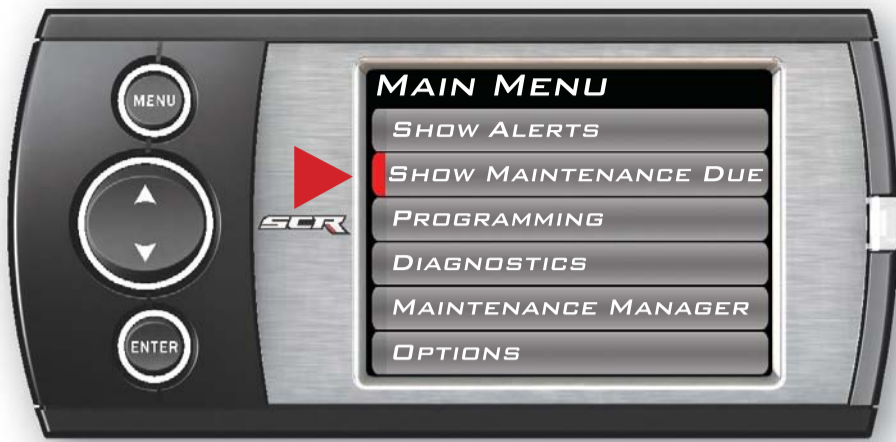 MENU
ENTER
SCR
MAIN MENU
SHOW ALERTS
SHOW MAINTENANCE DUE
PROGRAMMING
DIAGNOSTICS
MAINTENANCE MANAGER
OPTIONS